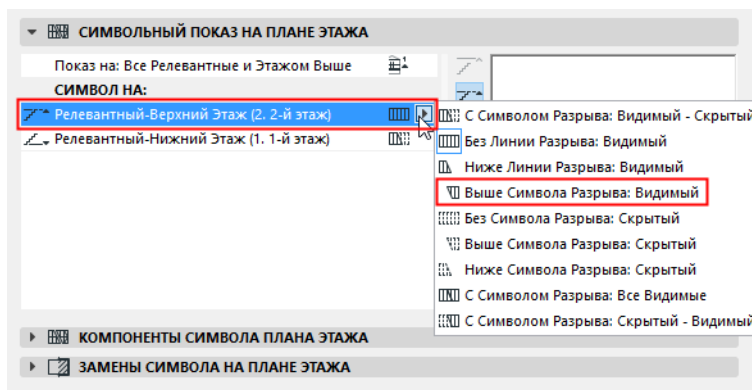 СИМВОЛЬНЫЙ ПОКАЗ НА ПЛАНЕ ЭТАЖА
Показ на: Все Релевантные и Этажом Выше
СИМВОЛ НА:
Релевантный-Верхний Этаж (2. 2-й этаж)
Релевантный-Нижний Этаж (1. 1-й этаж)
С Символом Разрыва: Видимый - Скрытый
Без Линии Разрыва: Видимый
Ниже Линии Разрыва: Видимый
Выше Символа Разрыва: Видимый
Без Символа Разрыва: Скрытый
Выше Символа Разрыва: Скрытый
Ниже Символа Разрыва: Скрытый
С Символом Разрыва: Все Видимые
С Символом Разрыва: Скрытый - Видимый
КОМПОНЕНТЫ СИМВОЛА ПЛАНА ЭТАЖА
ЗАМЕНЫ СИМВОЛА НА ПЛАНЕ ЭТАЖА